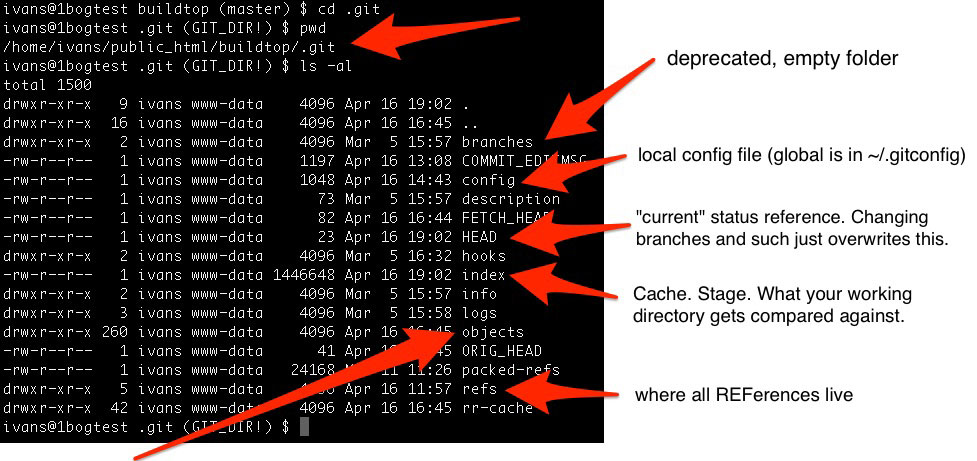 ivans@1bogtest buildtop (master) $ cd .git
ivans@1bogtest .git (GIT_DIR!) $ pwd
/home/ivans/public_html/buildtop/.git
ivans@1bogtest .git (GIT_DIR!) $ ls -al
total 1500
drwxr-xr-x 9 ivans www-data 4096 Apr 16 19:02 .
drwxr-xr-x 16 ivans www-data 4096 Apr 16 16:45 ..
drwxr-xr-x 2 ivans www-data 4096 Mar 5 15:57 branches
-rw-r--r-- 1 ivans www-data 1197 Apr 16 13:08 COMMIT_EDITMSG
-rw-r--r-- 1 ivans www-data 1048 Apr 16 14:43 config
-rw-r--r-- 1 ivans www-data 73 Mar 5 15:57 description
-rw-r--r-- 1 ivans www-data 82 Apr 16 16:44 FETCH_HEAD
-rw-r--r-- 1 ivans www-data 23 Apr 16 19:02 HEAD
drwxr-xr-x 2 ivans www-data 4096 Mar 5 16:32 hooks
-rw-r--r-- 1 ivans www-data 1446648 Apr 16 19:02 index
drwxr-xr-x 2 ivans www-data 4096 Mar 5 15:57 info
drwxr-xr-x 3 ivans www-data 4096 Mar 5 15:58 logs
drwxr-xr-x 260 ivans www-data 4096 Apr 16 16:45 objects
-rw-r--r-- 1 ivans www-data 41 Apr ORIG_HEAD
-rw-r--r-- 1 ivans www-data 24168 11:26 packed-refs
drwxr-xr-x 5 ivans www-data Apr 16 11:57 refs
drwxr-xr-x 42 ivans www-data 4096 Apr 16 16:45 rr-cache
ivans@1bogtest .git (GIT_DIR!) $
deprecated, empty folder
local config file (global is in ~/.gitconfig)
"current" status reference. Changing
branches and such just overwrites this.
Cache. Stage. What your working
directory gets compared against.
where all REFerences live